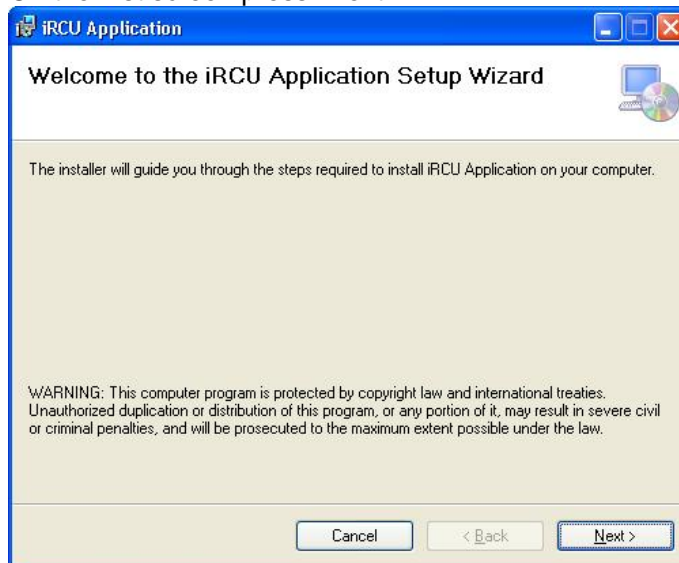 iRCU Application
Welcome to the iRCU Application Setup Wizard
The installer will guide you through the steps required to install iRCU Application on your computer.
WARNING: This computer program is protected by copyright law and international treaties.
Unauthorized duplication or distribution of this program, or any portion of it, may result in severe civil
or criminal penalties, and will be prosecuted to the maximum extent possible under the law.
Cancel < Back Next >